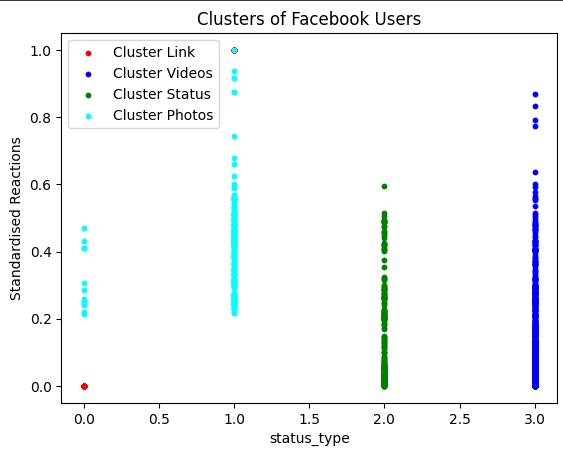 Clusters of Facebook Users
Cluster Link
Cluster Videos
Cluster Status
Cluster Photos
Standardised Reactions
1.0
0.8
0.6
0.4
0.2
0.0
0.0 0.5 1.0 1.5 2.0 2.5 3.0
status_type